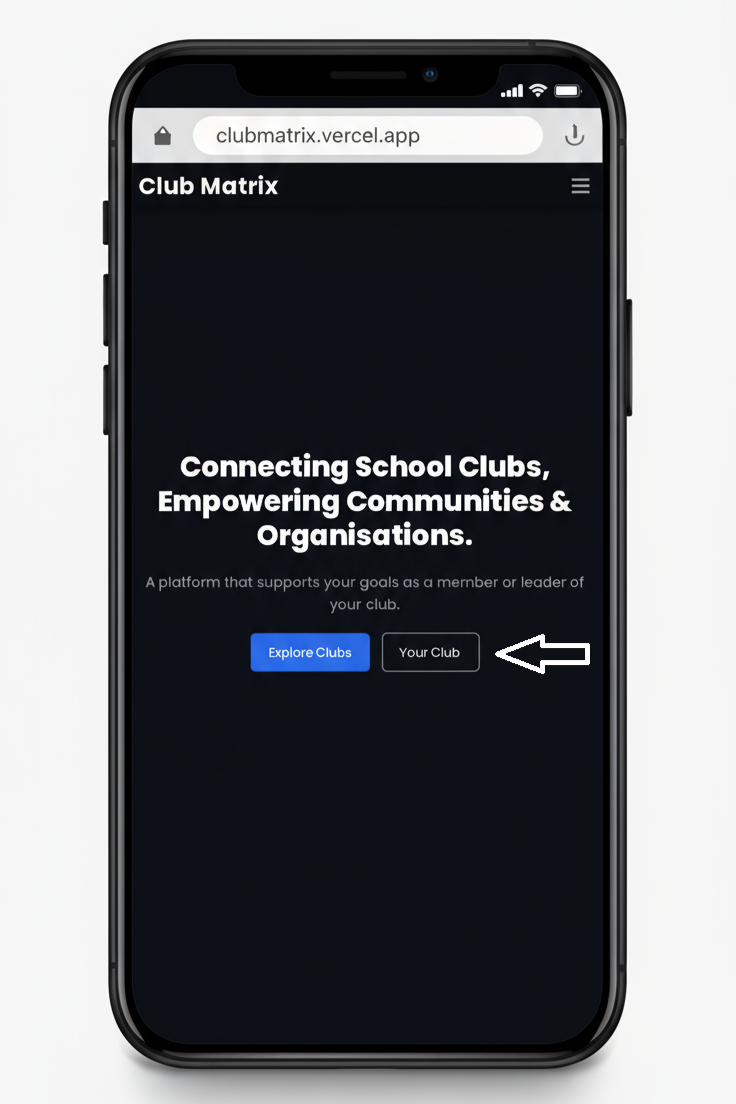 clubmatrix.vercel.app
Club Matrix
Connecting School Clubs,
Empowering Communities &
Organisations.
A platform that supports your goals as a member or leader of
your club.
Explore Clubs
Your Club